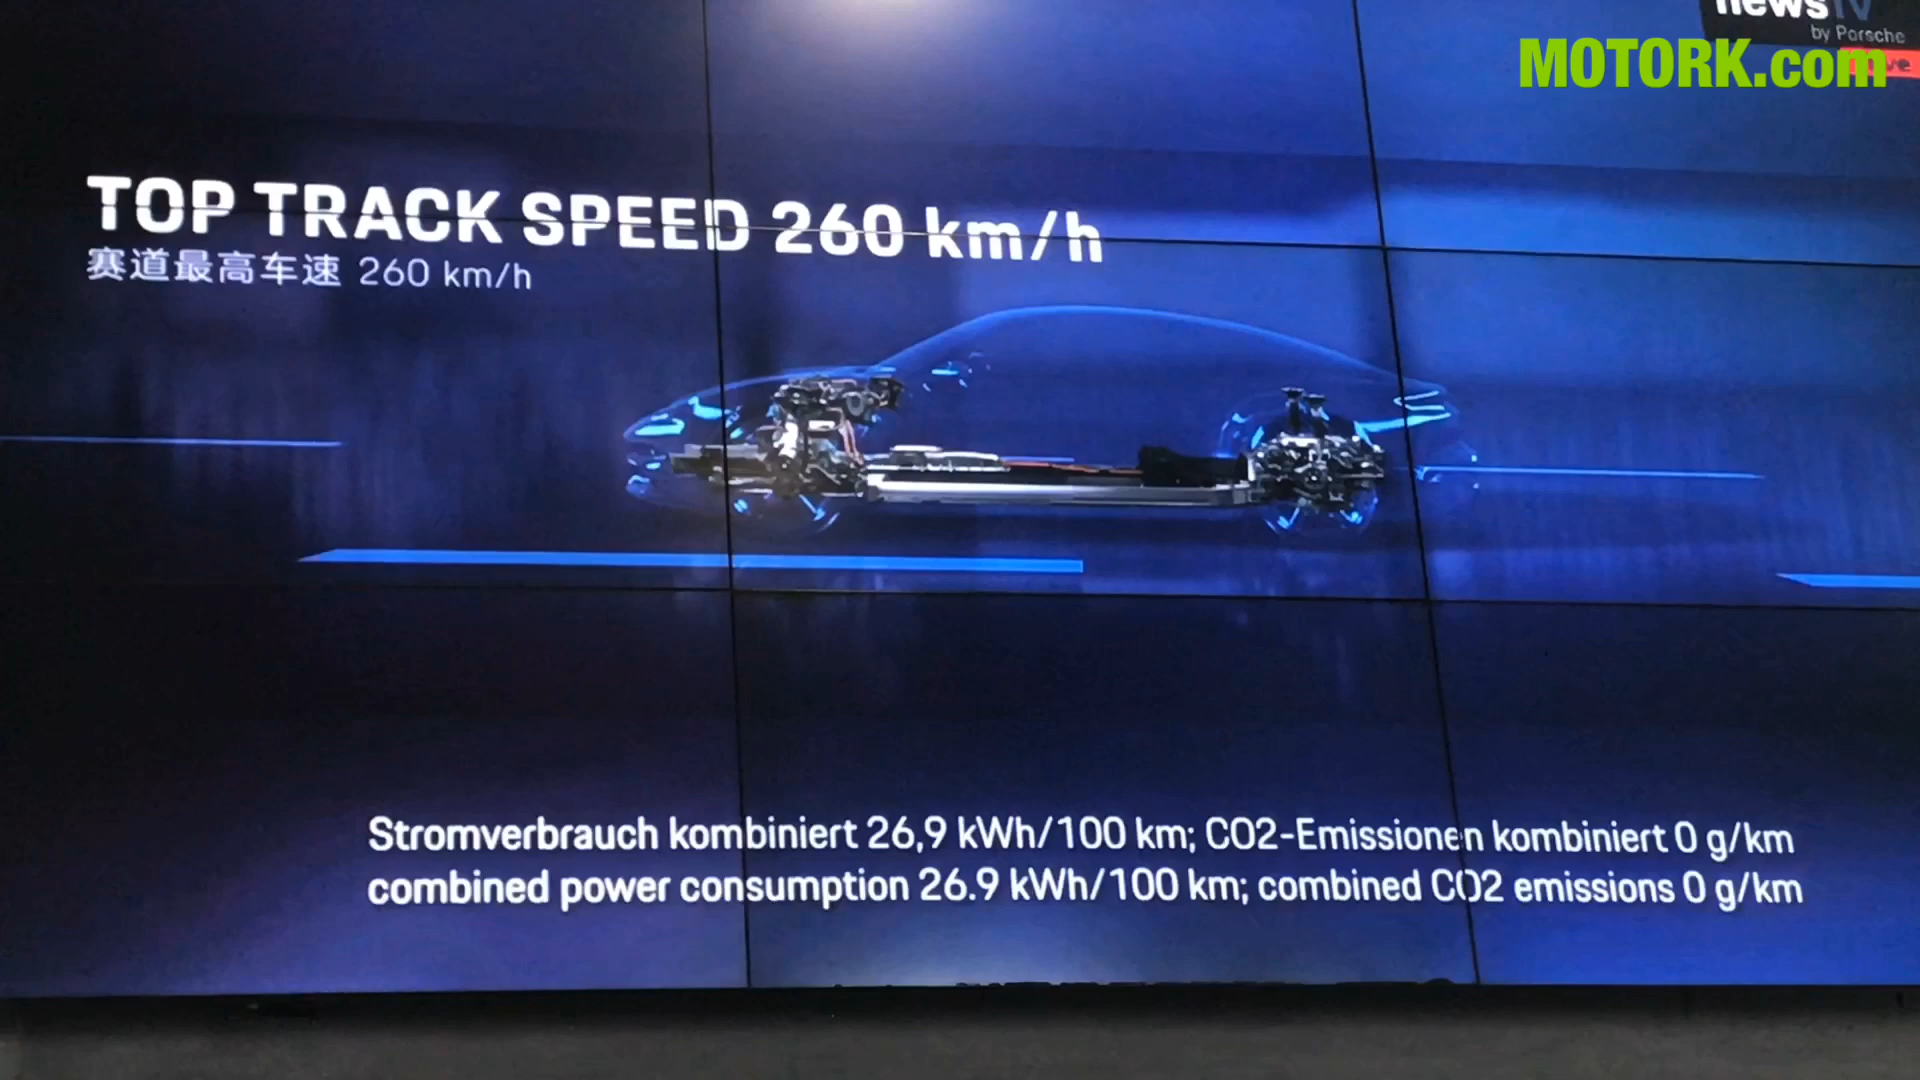 newsTV
by Porsche
MOTORK.com
TOP TRACK SPEED 260 km/h
赛道最高车速 260 km/h
Stromverbrauch kombiniert 26,9 kWh/100 km; CO2-Emissionen kombiniert 0 g/km
combined power consumption 26.9 kWh/100 km; combined CO2 emissions 0 g/km